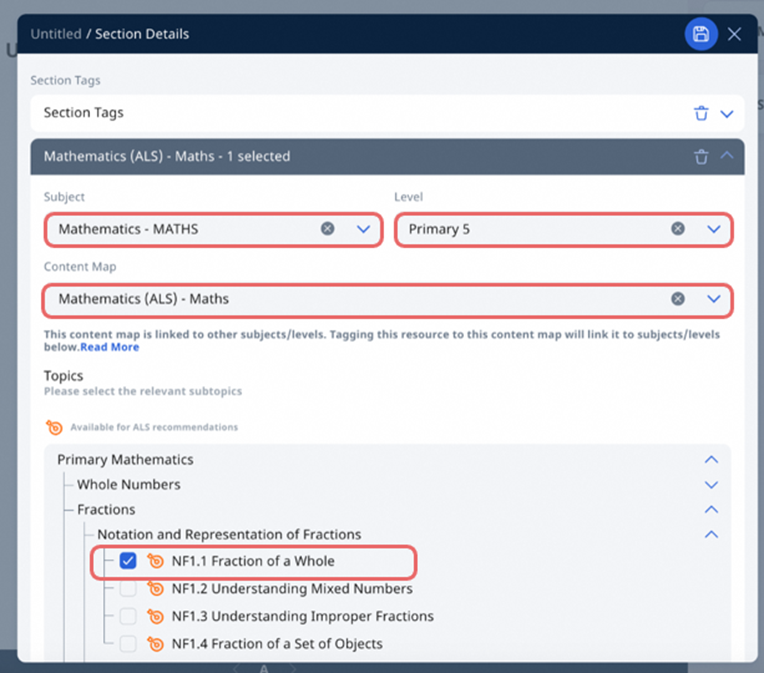 Untitled / Section Details
Section Tags
Section Tags
Mathematics (ALS) - Maths - 1 selected
Subject
Level
Mathematics - MATHS
Primary 5
Content Map
Mathematics (ALS) - Maths
This content map is linked to other subjects/levels. Tagging this resource to this content map will link it to subjects/levels
below.Read More
Topics
Please select the relevant subtopics
Available for ALS recommendations
Primary Mathematics
Whole Numbers
Fractions
Notation and Representation of Fractions
NF1.1 Fraction of a Whole
NF1.2 Understanding Mixed Numbers
NF1.3 Understanding Improper Fractions
NF1.4 Fraction of a Set of Objects
A